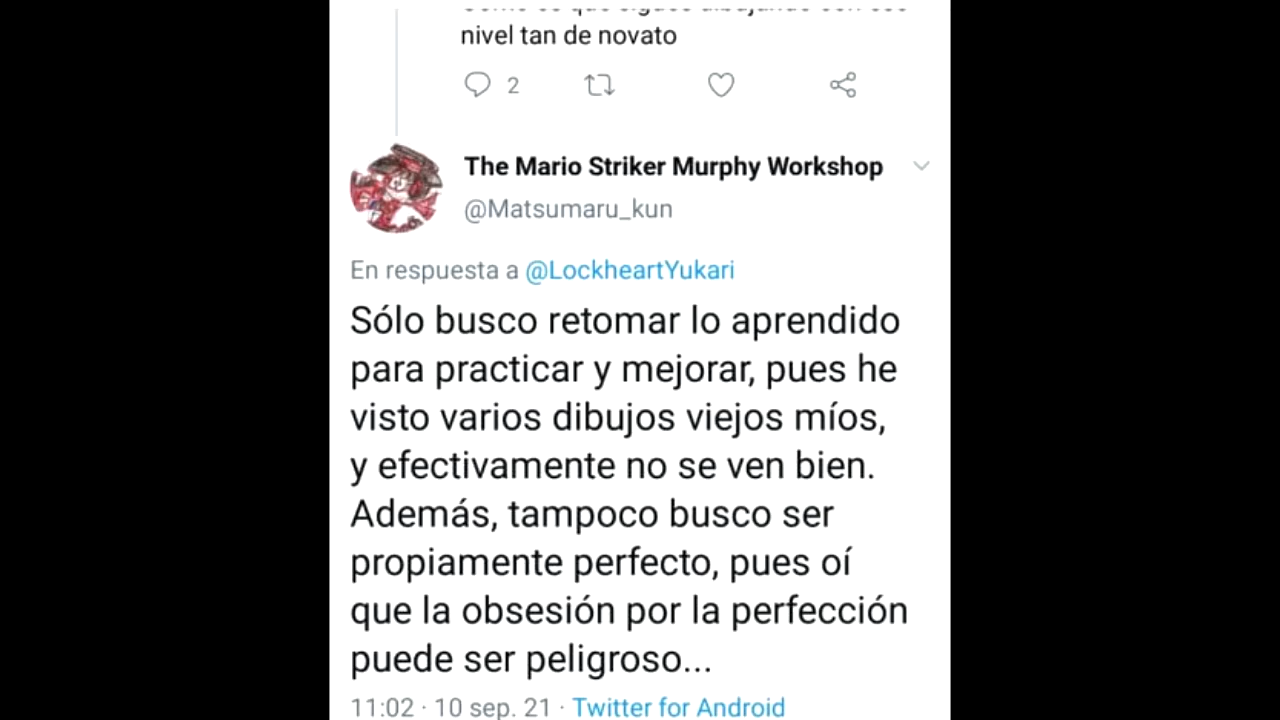 nivel tan de novato
2
The Mario Striker Murphy Workshop
@Matsumaru_kun
En respuesta a @LockheartYukari
Sólo busco retomar lo aprendido
para practicar y mejorar, pues he
visto varios dibujos viejos míos,
y efectivamente no se ven bien.
Además, tampoco busco ser
propiamente perfecto, pues oí
que la obsesión por la perfección
puede ser peligroso...
11:02 · 10 sep. 21 · Twitter for Android